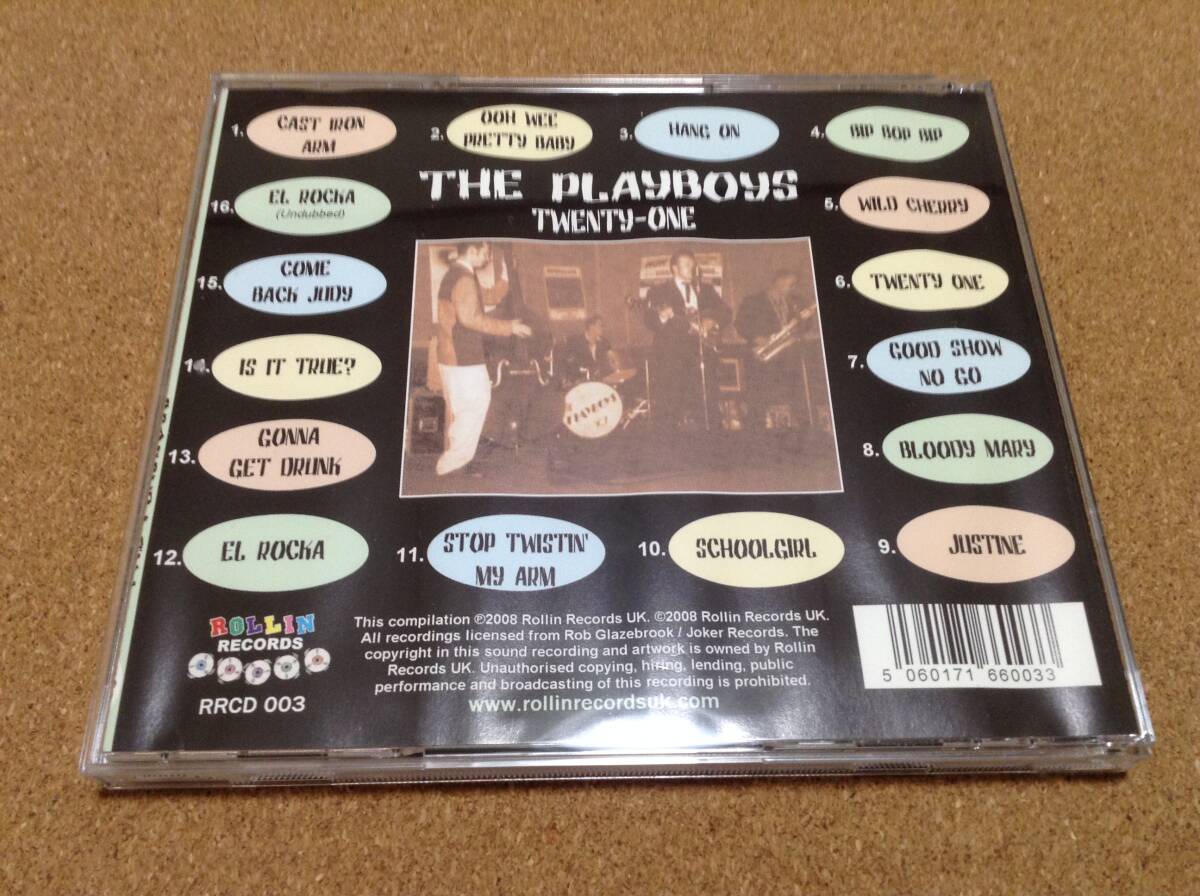 1. CAST IRON
ARM
2. OOH WEE
PRETTY BABY
3. HANG ON
4. BIP BOP BIP
THE PLAYBOYS
TWENTY-ONE
5. WILD CHERRY
6. TWENTY ONE
7. GOOD SHOW
NO GO
8. BLOODY MARY
9. JUSTINE
10. SCHOOLGIRL
11. STOP TWISTIN'
MY ARM
12. EL ROCKA
13. GONNA
GET DRUNK
14. IS IT TRUE?
15. COME
BACK JUDY
16. EL ROCKA
(Undubbed)
ROLLIN
RECORDS
RRCD 003
This compilation ℗2008 Rollin Records UK. ©2008 Rollin Records UK.
All recordings licensed from Rob Glazebrook / Joker Records. The
copyright in this sound recording and artwork is owned by Rollin
Records UK. Unauthorised copying, hiring, lending, public
performance and broadcasting of this recording is prohibited.
www.rollinrecordsuk.com
5 060171 660033